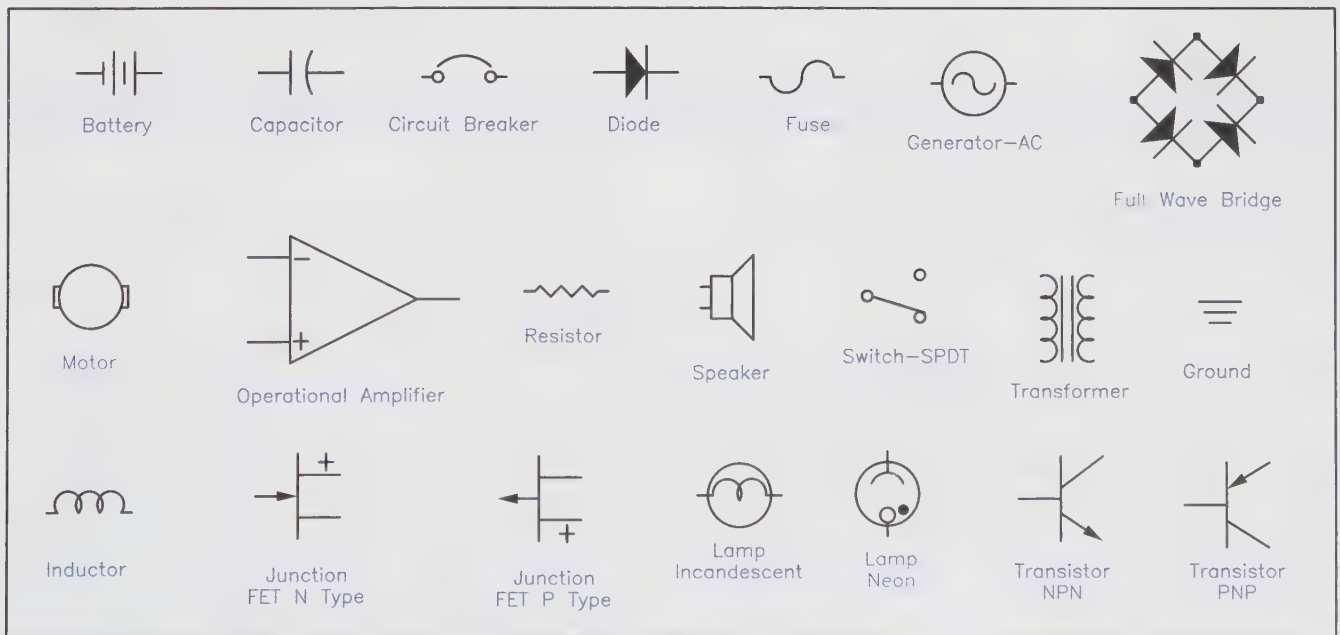 Battery
Capacitor
Circuit Breaker
Diode
Fuse
Generator–AC
Full Wave Bridge
−
+
Motor
Operational Amplifier
Resistor
Speaker
Switch–SPDT
Transformer
Ground
+
+
Inductor
Junction
FET N Type
Junction
FET P Type
Lamp
Incandescent
Lamp
Neon
Transistor
NPN
Transistor
PNP